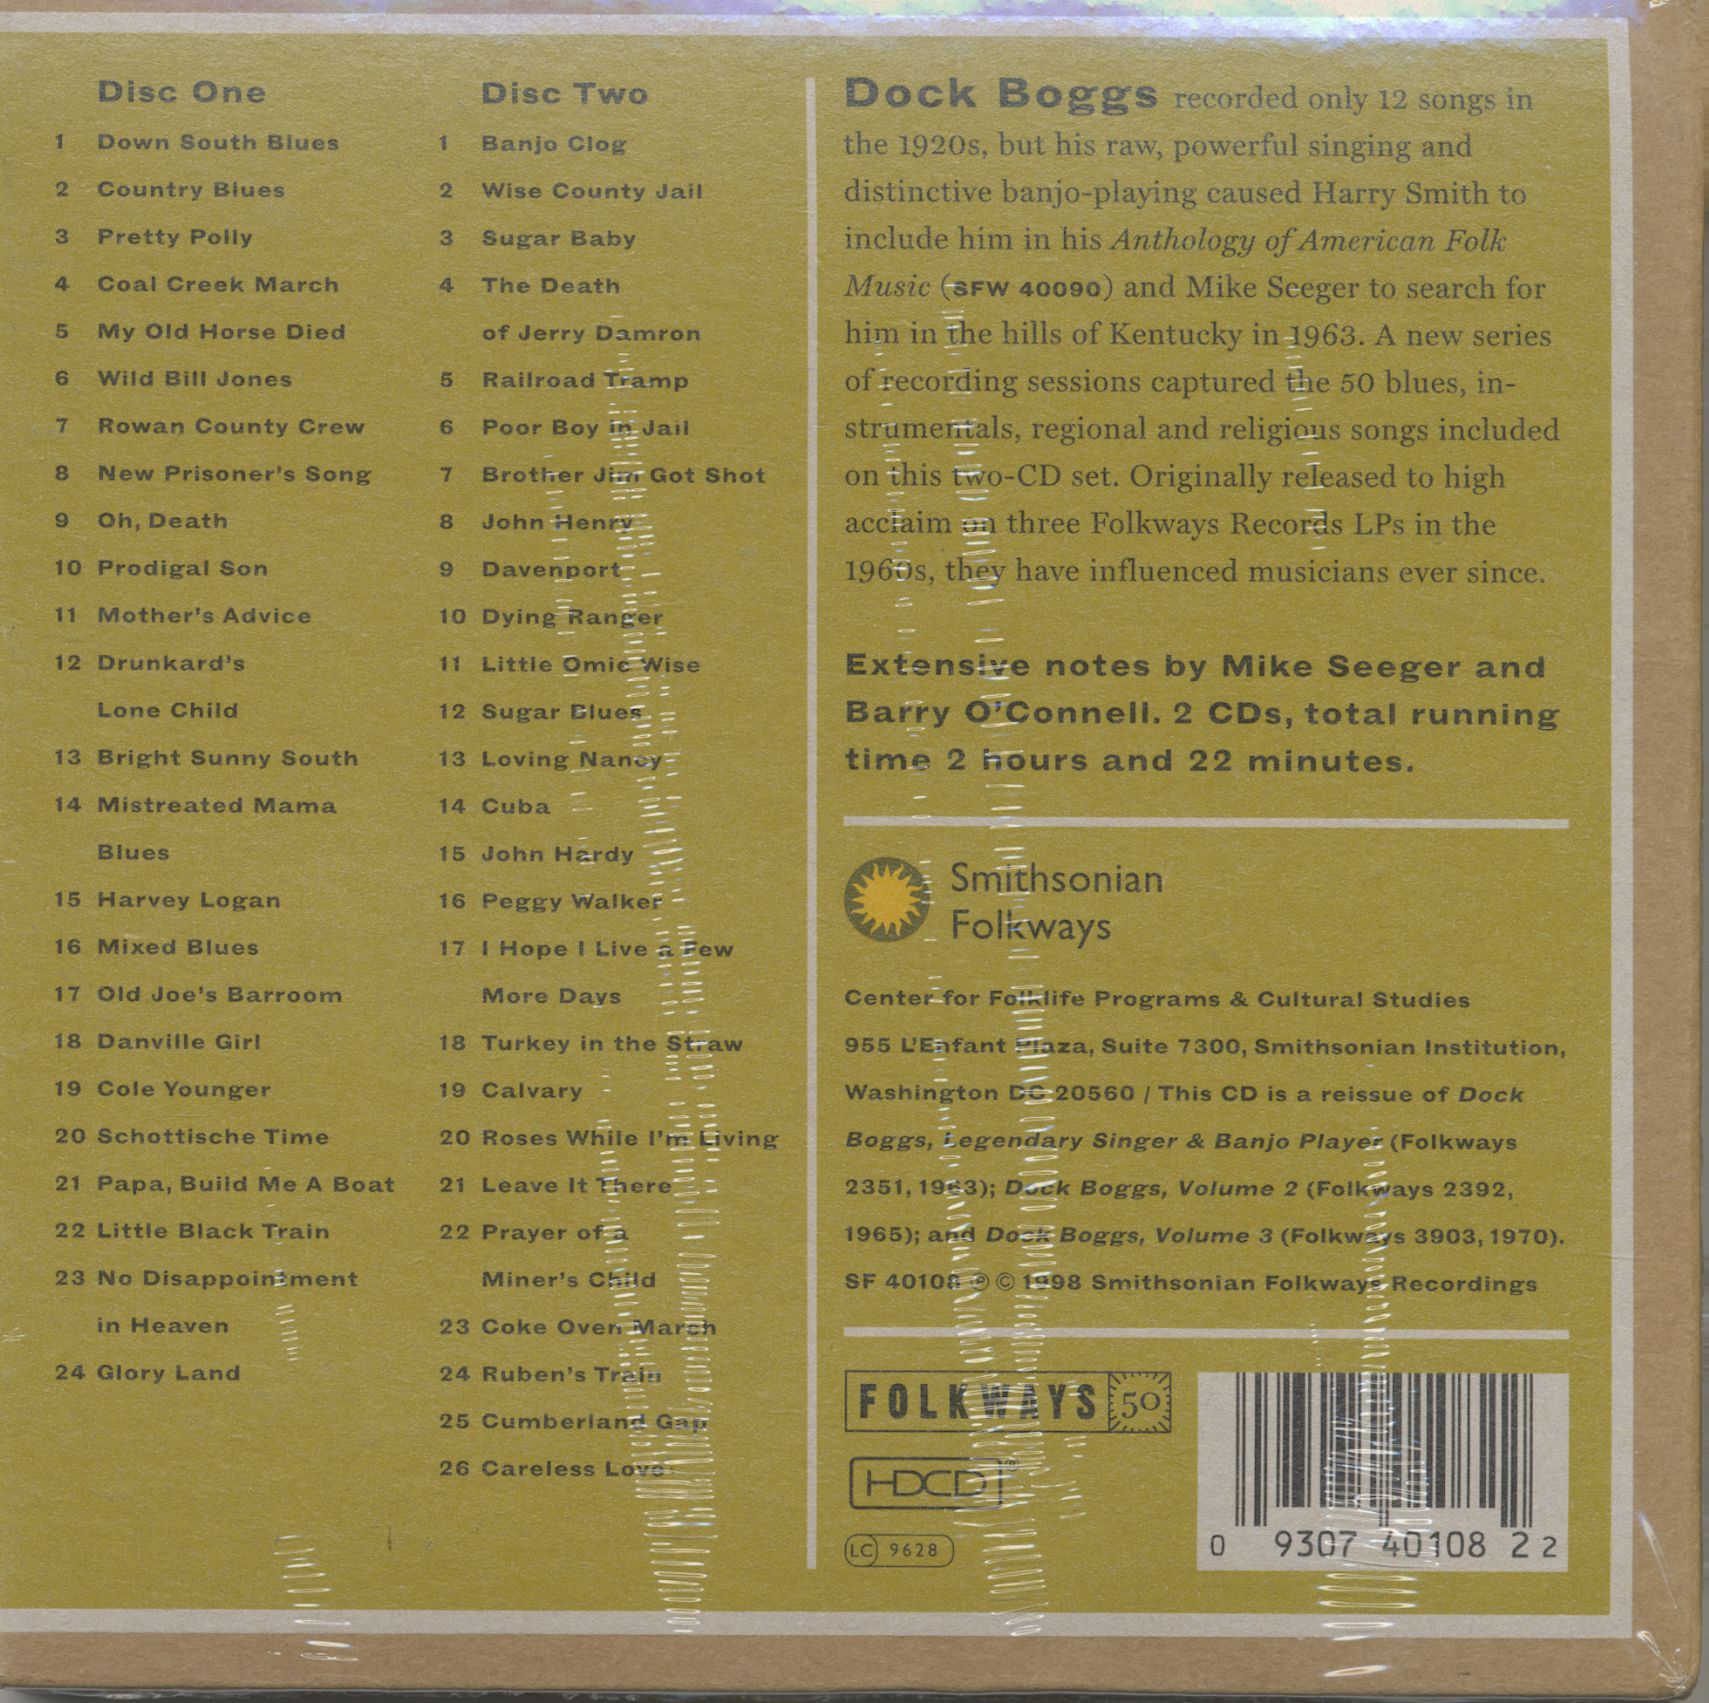 Disc One
1 Down South Blues
2 Country Blues
3 Pretty Polly
4 Coal Creek March
5 My Old Horse Died
6 Wild Bill Jones
7 Rowan County Crew
8 New Prisoner's Song
9 Oh, Death
10 Prodigal Son
11 Mother's Advice
12 Drunkard's
Lone Child
13 Bright Sunny South
14 Mistreated Mama
Blues
15 Harvey Logan
16 Mixed Blues
17 Old Joe's Barroom
18 Danville Girl
19 Cole Younger
20 Schottische Time
21 Papa, Build Me A Boat
22 Little Black Train
23 No Disappointment
in Heaven
24 Glory Land
Disc Two
1 Banjo Clog
2 Wise County Jail
3 Sugar Baby
4 The Death
of Jerry Damron
5 Railroad Tramp
6 Poor Boy in Jail
7 Brother Jim Got Shot
8 John Henry
9 Davenport
10 Dying Ranger
11 Little Omie Wise
12 Sugar Blues
13 Loving Nancy
14 Cuba
15 John Hardy
16 Peggy Walker
17 I Hope I Live a Few
More Days
18 Turkey in the Straw
19 Calvary
20 Roses While I'm Living
21 Leave It There
22 Prayer of a
Miner's Child
23 Coke Oven March
24 Ruben's Train
25 Cumberland Gap
26 Careless Love
Dock Boggs recorded only 12 songs in
the 1920s, but his raw, powerful singing and
distinctive banjo-playing caused Harry Smith to
include him in his Anthology of American Folk
Music (SFW 40090) and Mike Seeger to search for
him in the hills of Kentucky in 1963. A new series
of recording sessions captured the 50 blues, in-
strumentals, regional and religious songs included
on this two-CD set. Originally released to high
acclaim on three Folkways Records LPs in the
1960s, they have influenced musicians ever since.
Extensive notes by Mike Seeger and
Barry O'Connell. 2 CDs, total running
time 2 hours and 22 minutes.
Smithsonian
Folkways
Center for Folklife Programs & Cultural Studies
955 L'Enfant Plaza, Suite 7300, Smithsonian Institution,
Washington DC 20560 / This CD is a reissue of Dock
Boggs, Legendary Singer & Banjo Player (Folkways
2351, 1963); Dock Boggs, Volume 2 (Folkways 2392,
1965); and Dock Boggs, Volume 3 (Folkways 3903, 1970).
SF 40108 ℗ © 1998 Smithsonian Folkways Recordings
FOLKWAYS 50
HDCD®
LC 9628
0 9307 40108 2 2